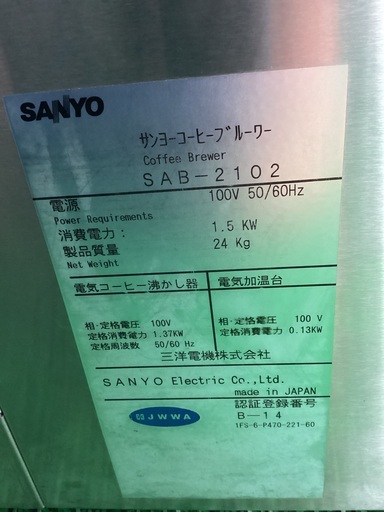 SANYO
サンヨーコーヒーブルーワー
Coffee Brewer
SAB-2102
電源 100V 50/60Hz
Power Requirements
消費電力: 1.5 KW
製品質量 24 Kg
Net Weight
電気コーヒー沸かし器 電気加温台
相・定格電圧 100V 相・定格電圧 100 V
定格消費電力 1.37KW 定格消費電力 0.13KW
定格周波数 50/60 Hz
三洋電機株式会社
SANYO Electric Co.,Ltd.
made in JAPAN
JWWA 認証登録番号
B-14
1FS-6-P470-221-60